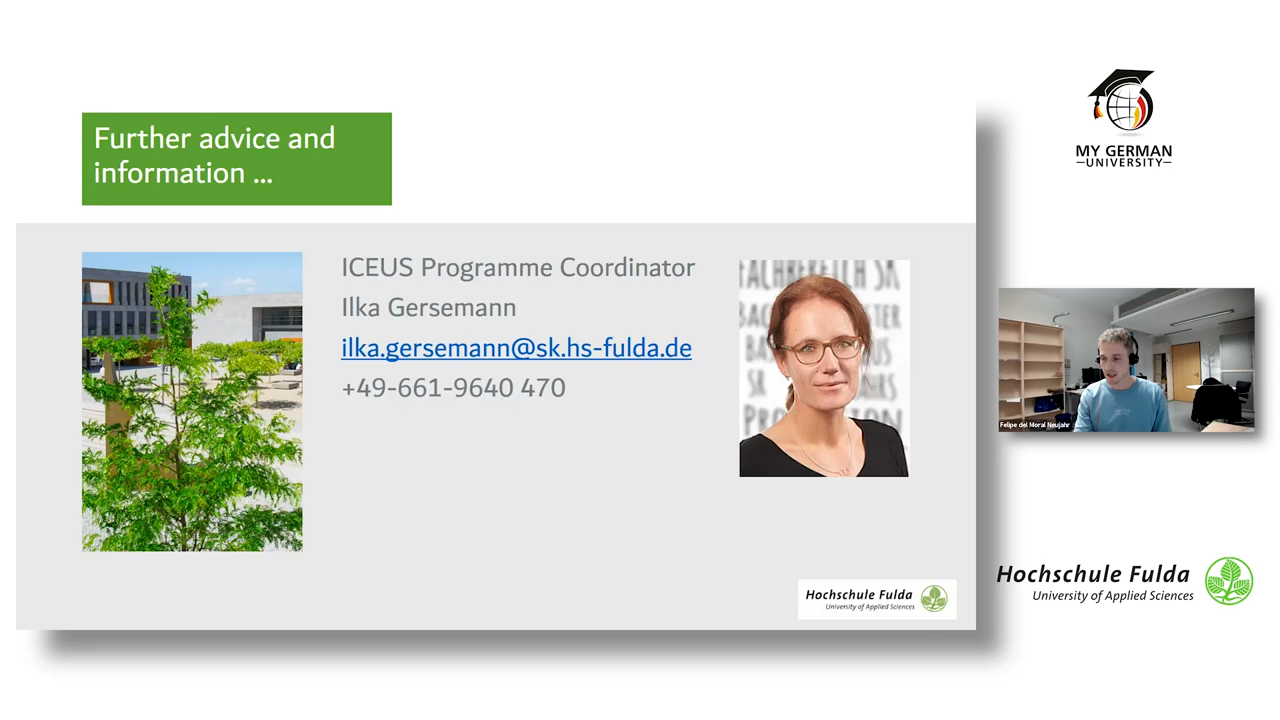 Further advice and
information ...
ICEUS Programme Coordinator
Ilka Gersemann
ilka.gersemann@sk.hs-fulda.de
+49-661-9640 470
FACHBEREICH SK
Hochschule Fulda
University of Applied Sciences
MY GERMAN
UNIVERSITY
Felipe del Moral Neujahr
Hochschule Fulda
University of Applied Sciences